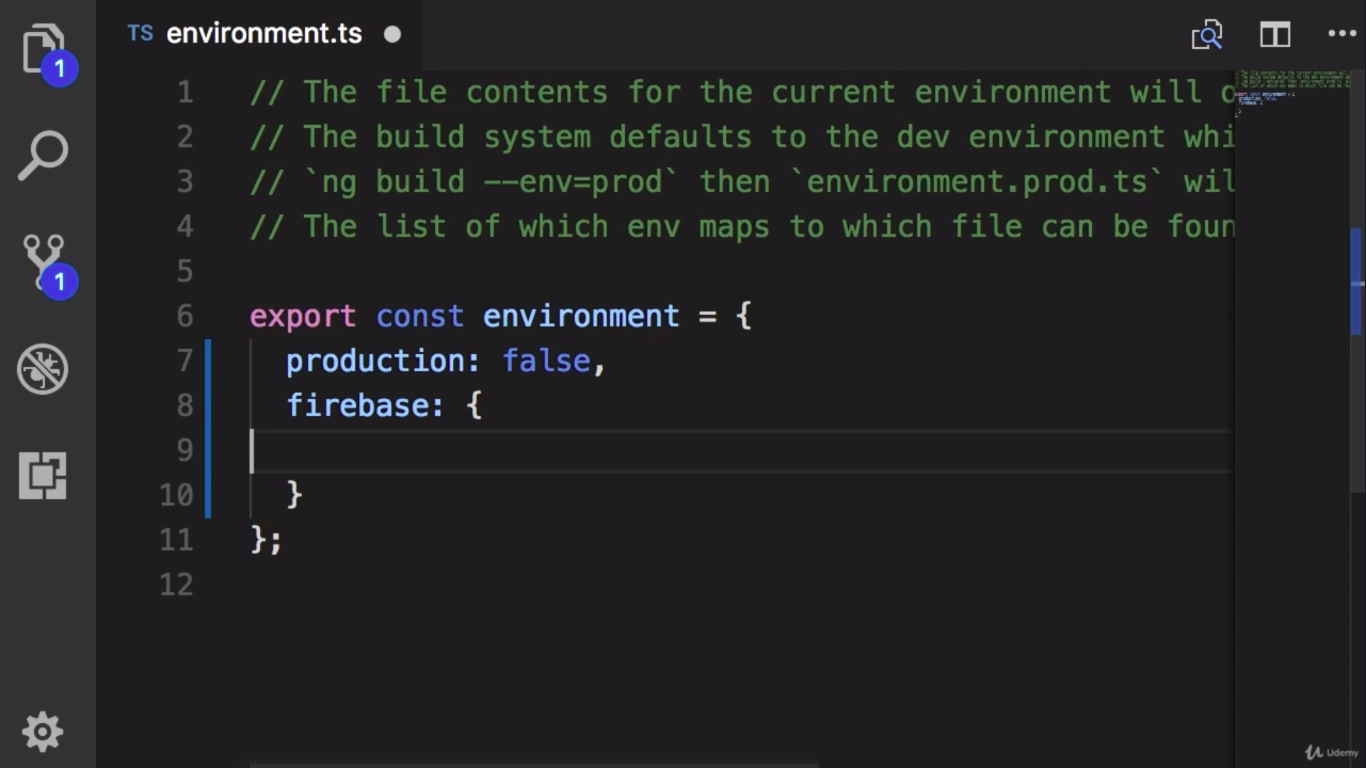 TS environment.ts
1
1
1 // The file contents for the current environment will
2 // The build system defaults to the dev environment
3 // `ng build --env=prod` then `environment.prod.ts`
4 // The list of which env maps to which file can be
5
6 export const environment = {
7 production: false,
8 firebase: {
9
10 }
11 };
12
Udemy